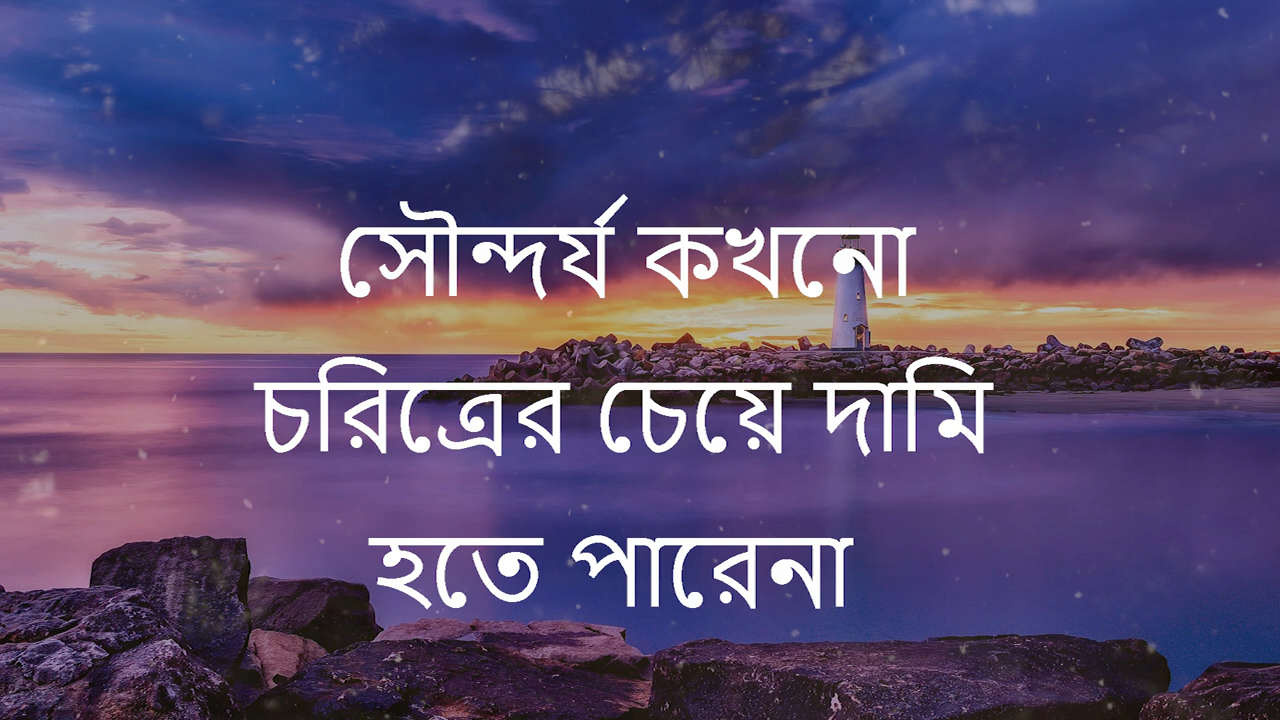 সৌন্দর্য কখনো
চরিত্রের চেয়ে দামি
হতে পারেনা